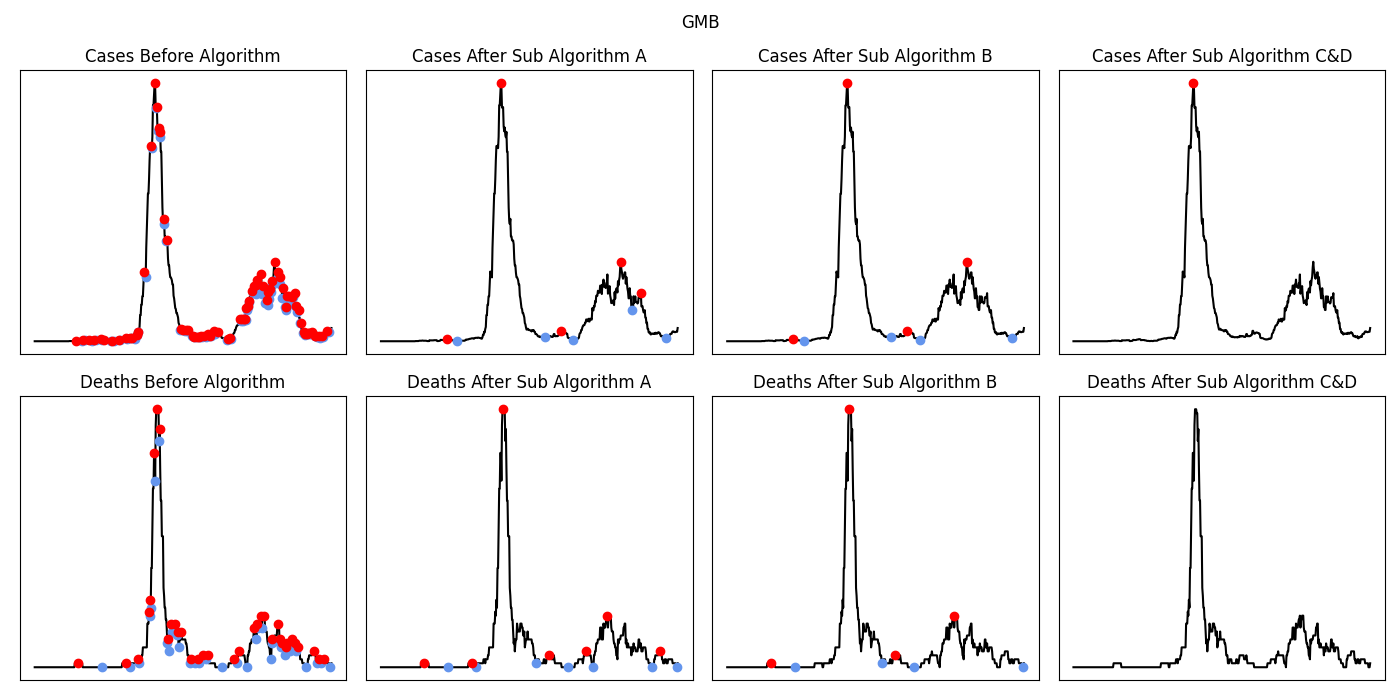 GMB
Cases Before Algorithm
Cases After Sub Algorithm A
Cases After Sub Algorithm B
Cases After Sub Algorithm C&D
Deaths Before Algorithm
Deaths After Sub Algorithm A
Deaths After Sub Algorithm B
Deaths After Sub Algorithm C&D